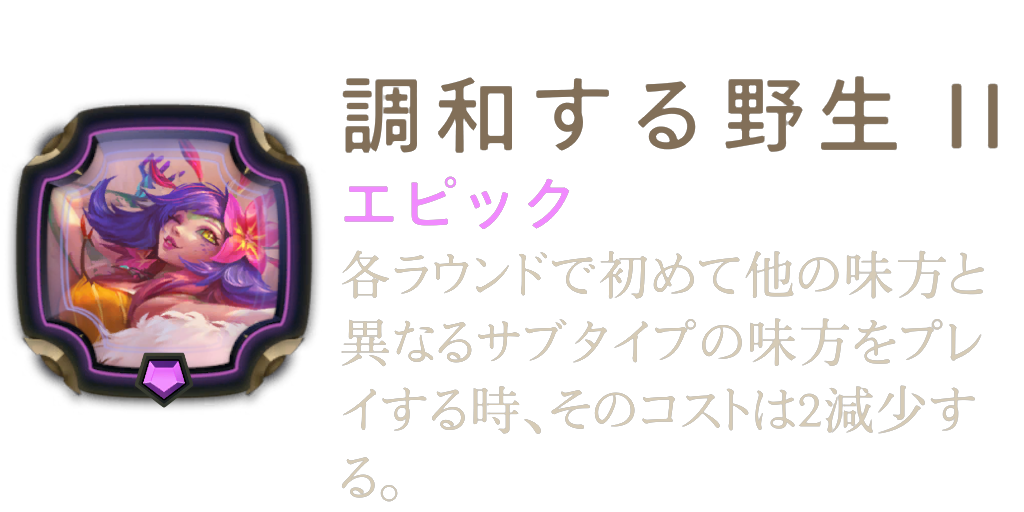 調和する野生 II
エピック
各ラウンドで初めて他の味方と
異なるサブタイプの味方をプレ
イする時、そのコストは2減少す
る。